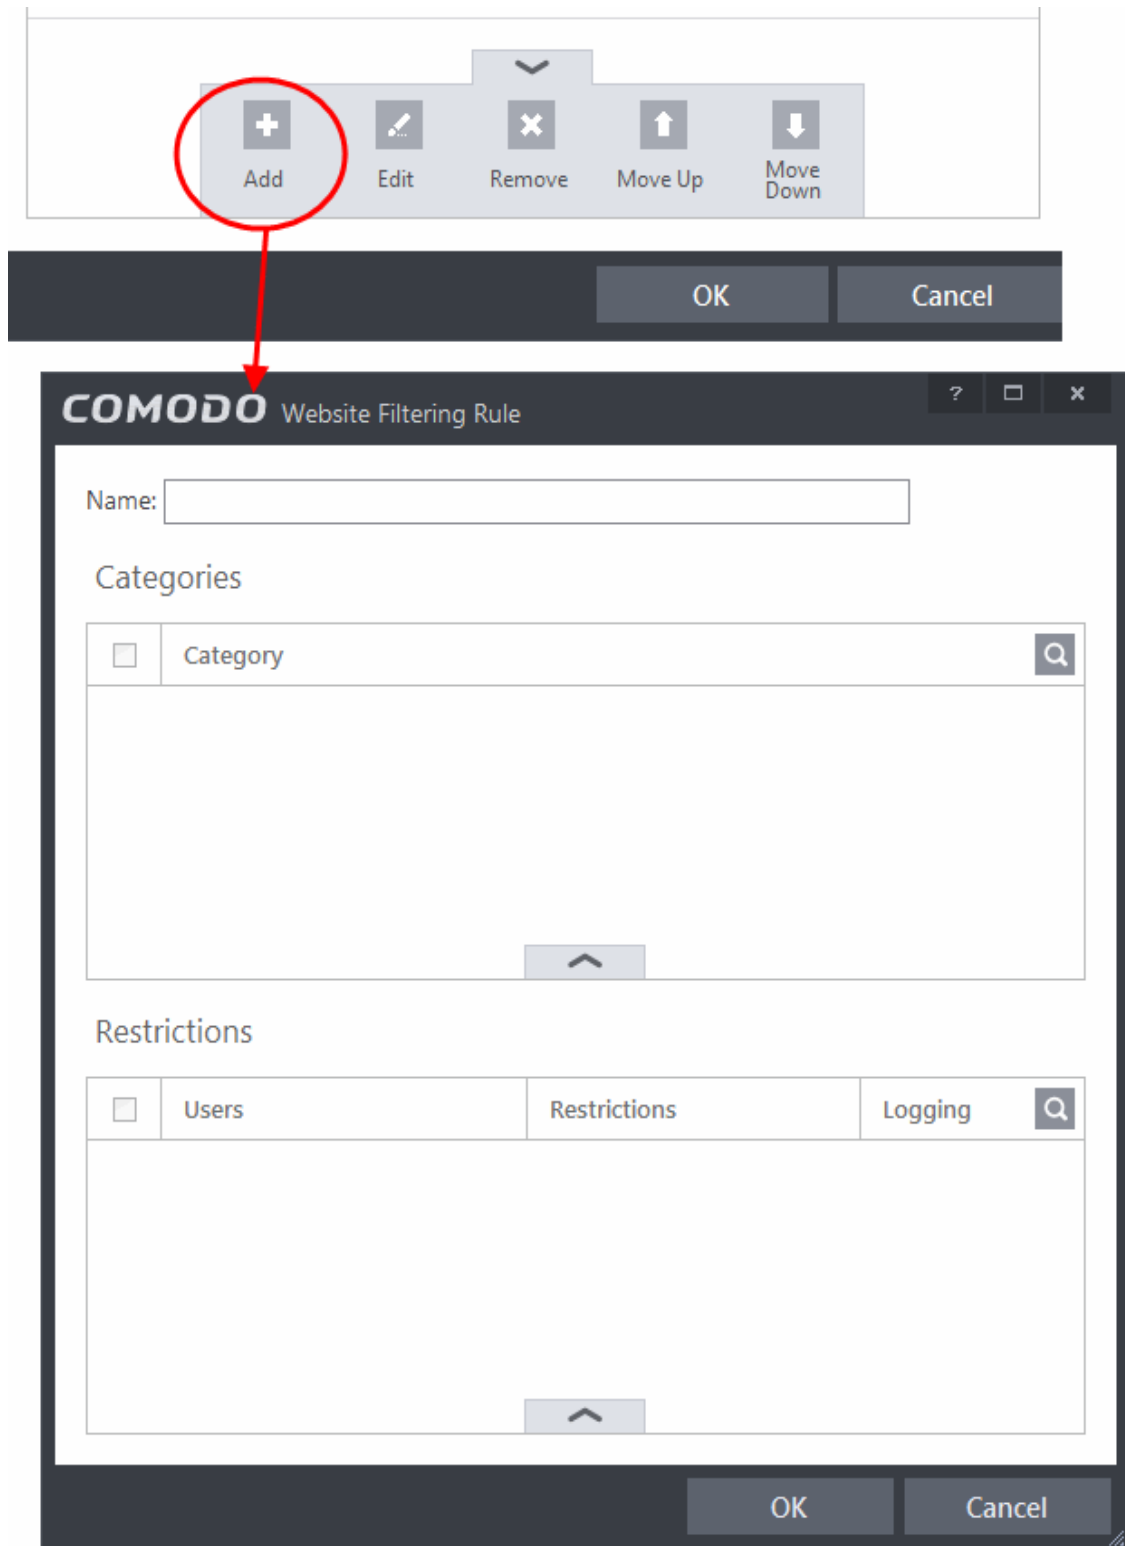 Add Edit Remove Move Up Move Down
OK Cancel
COMODO Website Filtering Rule ?
Name:
Categories
Category
Restrictions
Users Restrictions Logging
OK Cancel